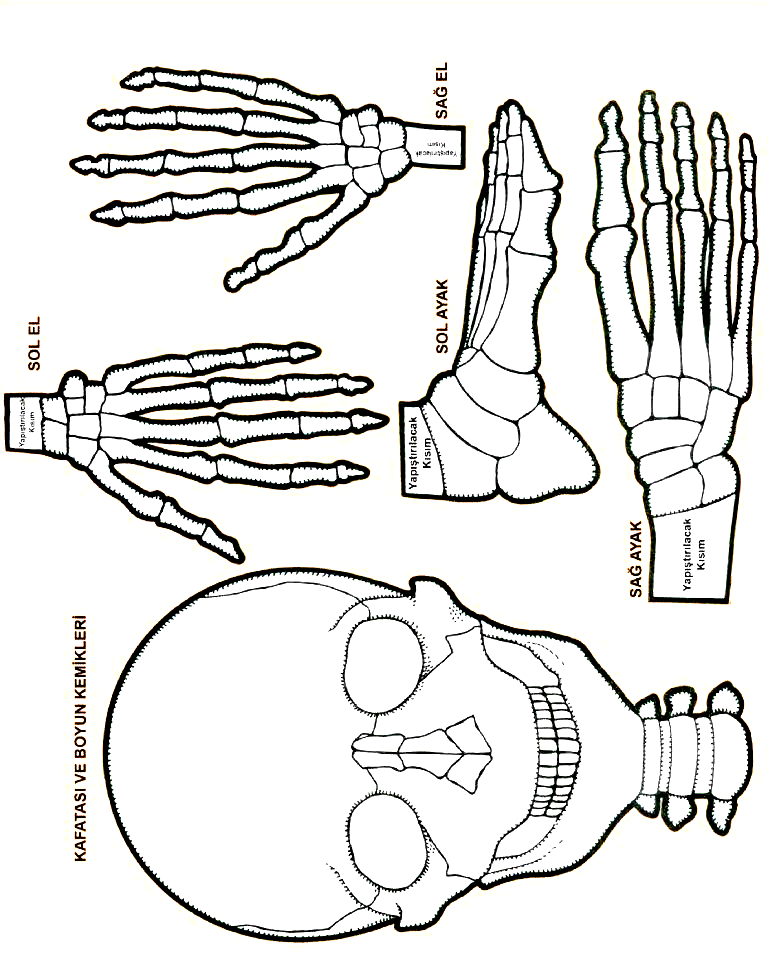 KAFATASI VE BOYUN KEMİKLERİ
SOL EL
Yapıştırılacak
Kısım
SAĞ EL
Yapıştırılacak
Kısım
SOL AYAK
Yapıştırılacak
Kısım
SAĞ AYAK
Yapıştırılacak
Kısım